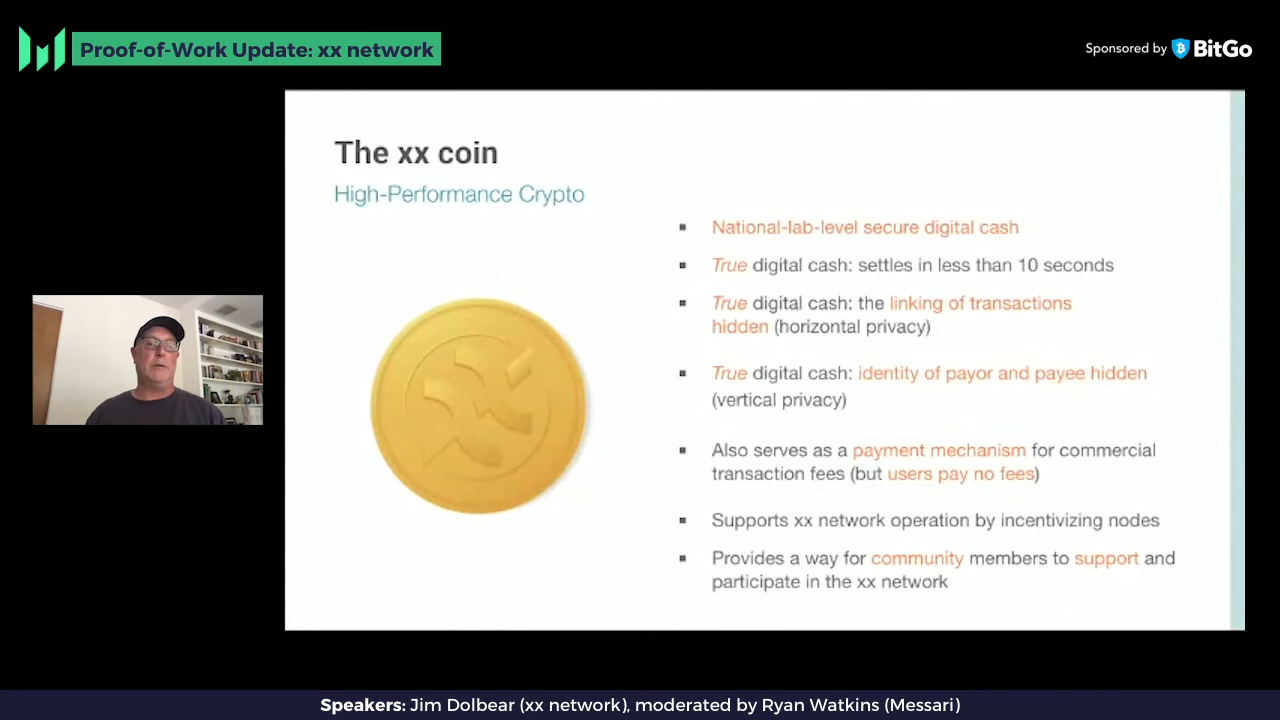 Proof-of-Work Update: xx network
Sponsored by BitGo
The xx coin
High-Performance Crypto
National-lab-level secure digital cash
True digital cash: settles in less than 10 seconds
True digital cash: the linking of transactions
hidden (horizontal privacy)
True digital cash: identity of payor and payee hidden
(vertical privacy)
Also serves as a payment mechanism for commercial
transaction fees (but users pay no fees)
Supports xx network operation by incentivizing nodes
Provides a way for community members to support and
participate in the xx network
Speakers: Jim Dolbear (xx network), moderated by Ryan Watkins (Messari)